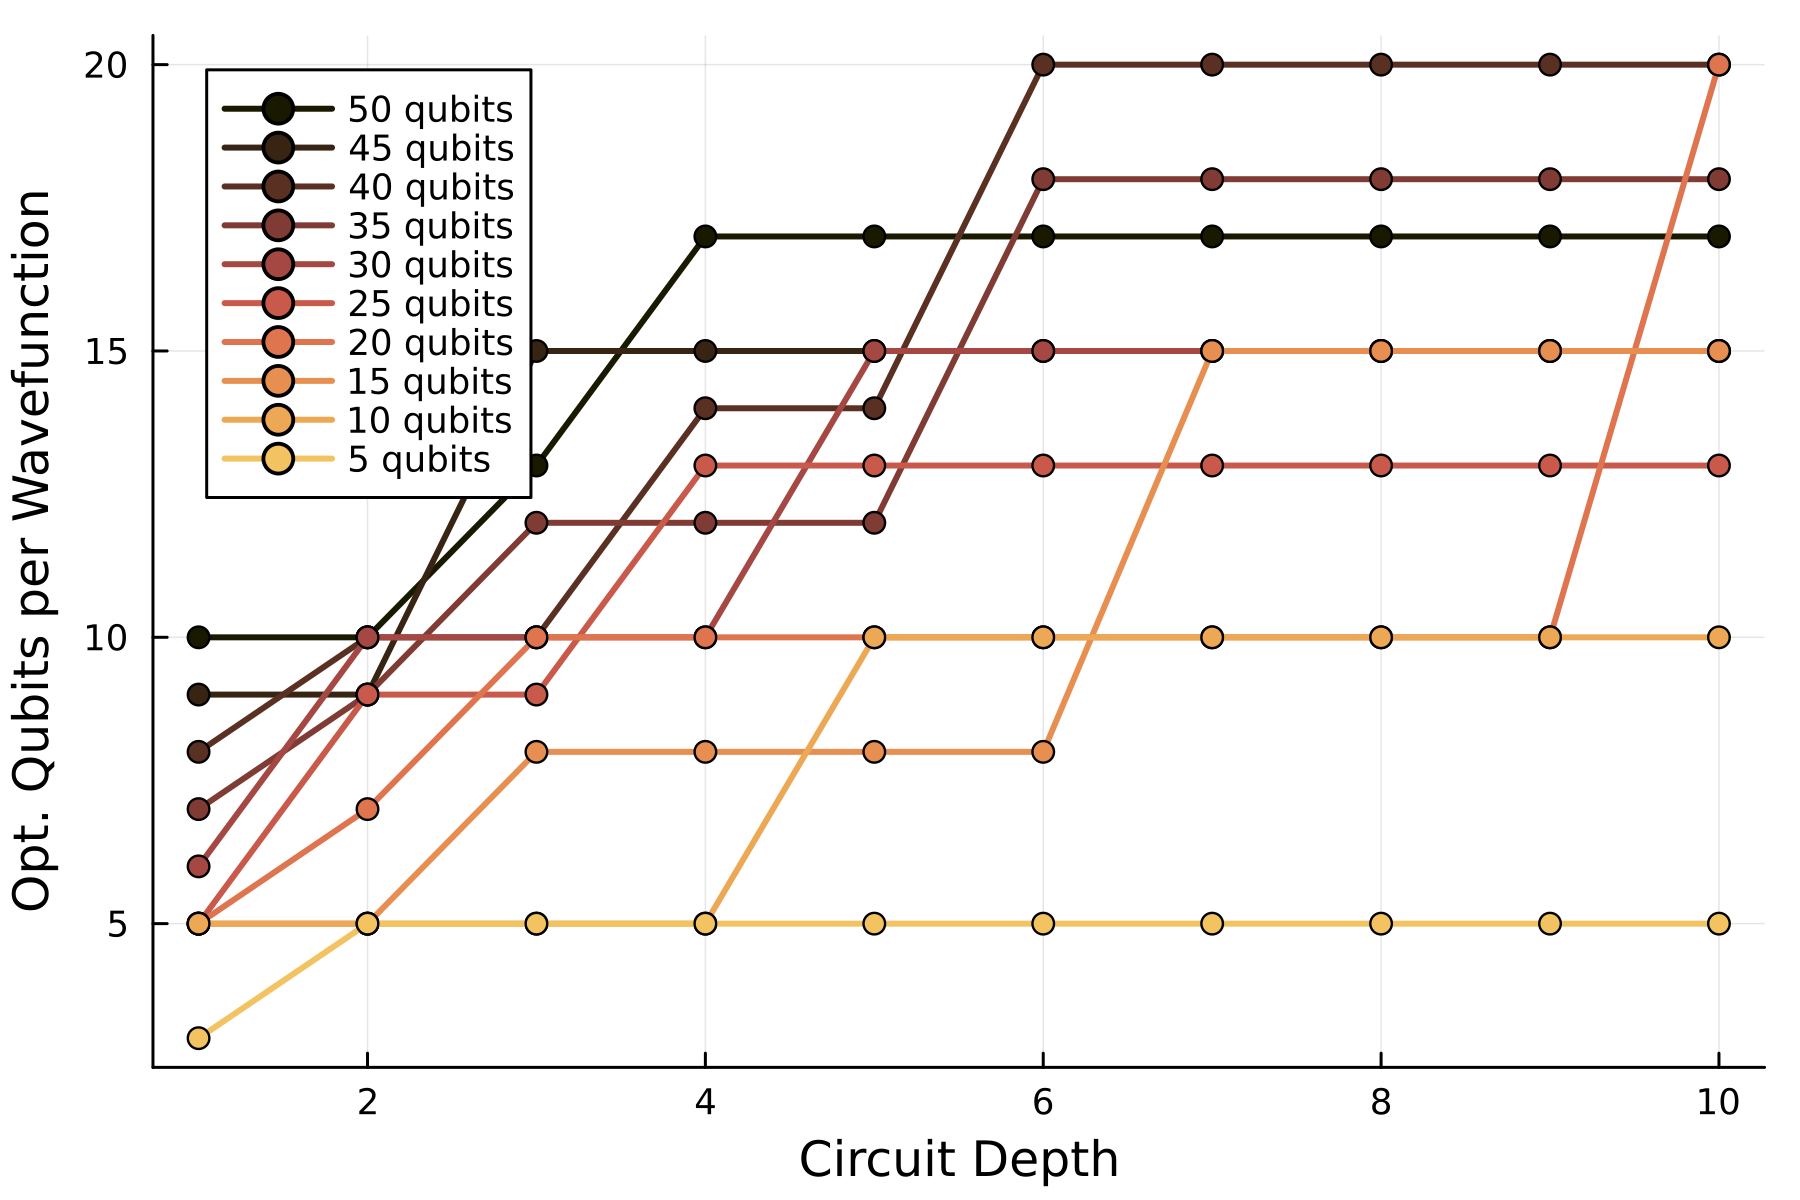 Opt. Qubits per Wavefunction
20
15
10
5
50 qubits
45 qubits
40 qubits
35 qubits
30 qubits
25 qubits
20 qubits
15 qubits
10 qubits
5 qubits
2
4
6
8
10
Circuit Depth